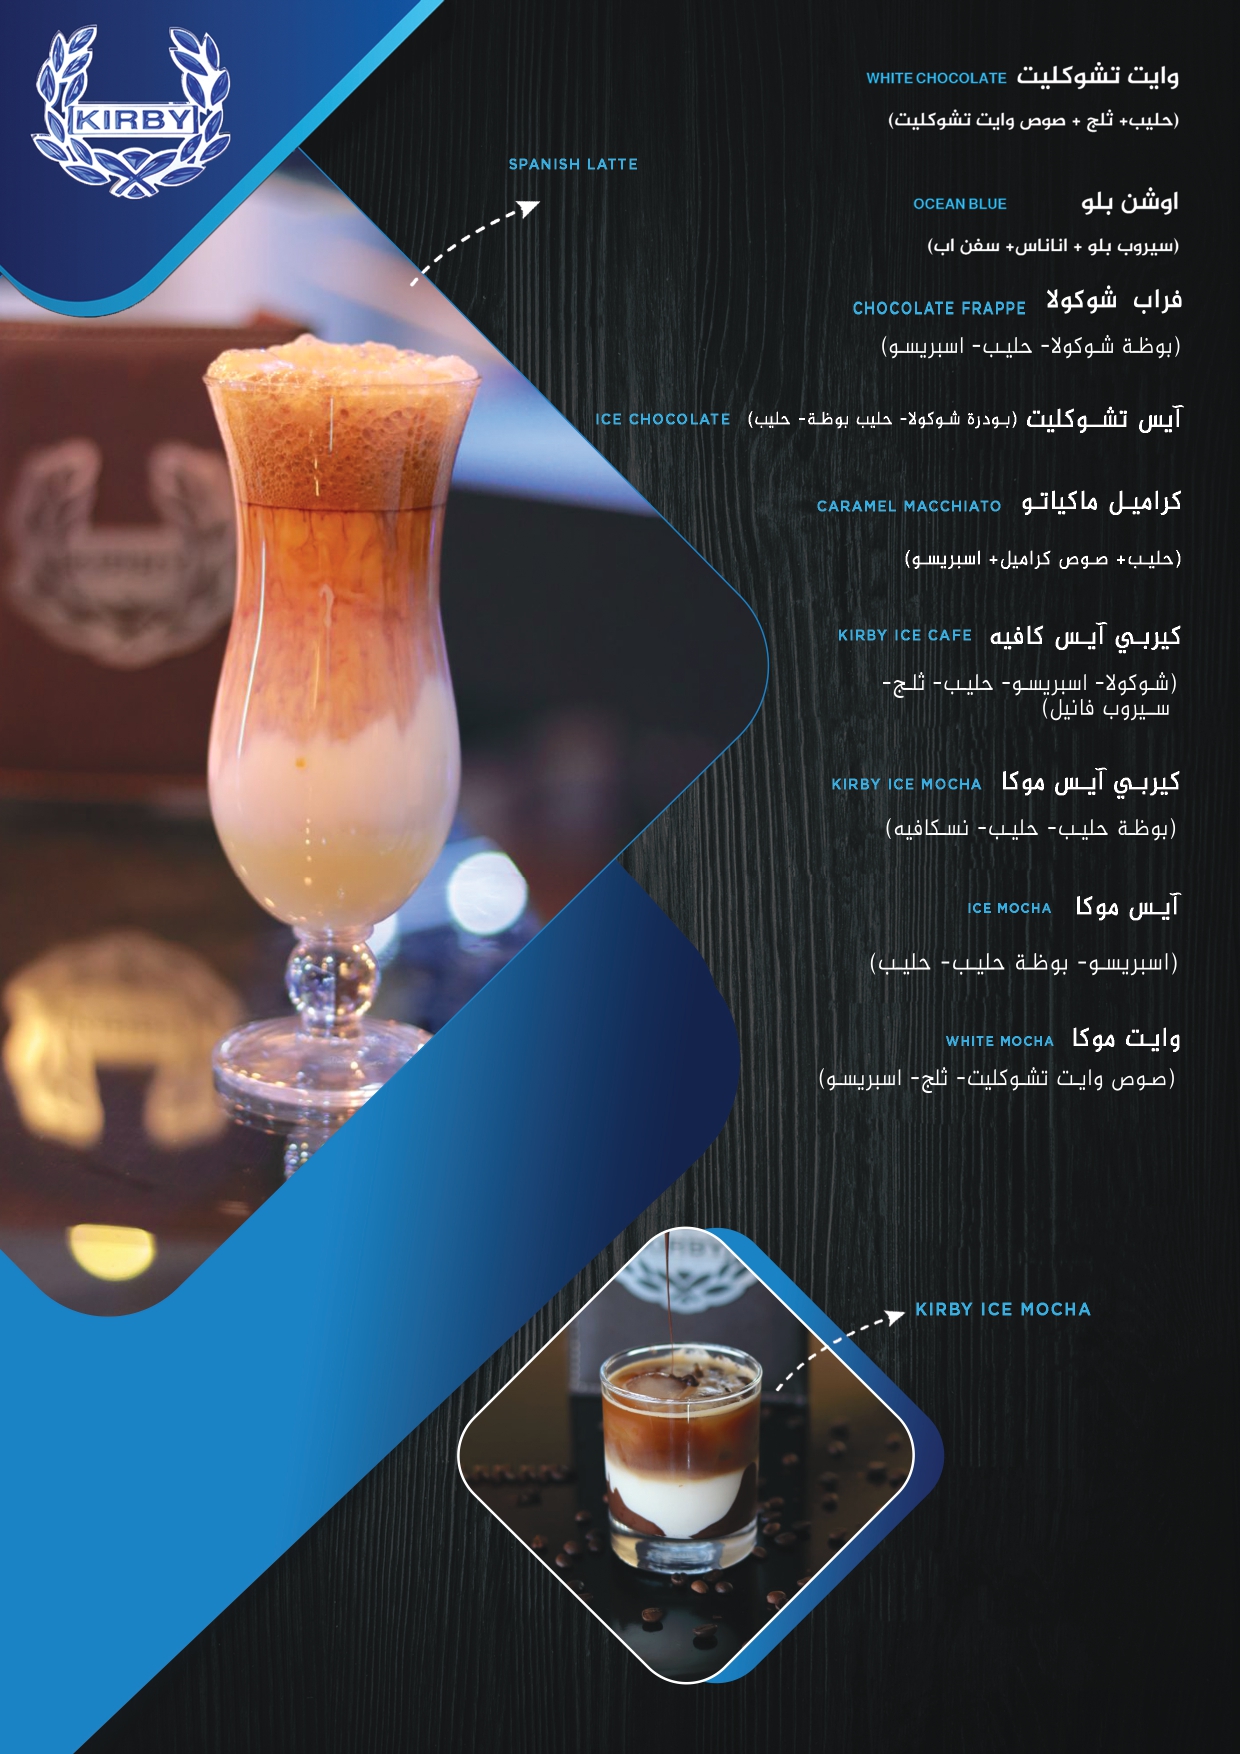 KIRBY
وايت تشوكليت WHITE CHOCOLATE
(حليب+ ثلج + صوص وايت تشوكليت)
SPANISH LATTE
اوشن بلو OCEAN BLUE
(سيروب بلو + اناناس+ سفن اب)
فراب شوكولا CHOCOLATE FRAPPE
(بوظة شوكولا- حليب- اسبريسو)
آيس تشوكليت (بودرة شوكولا- حليب بوظة- حليب) ICE CHOCOLATE
كراميل ماكياتو CARAMEL MACCHIATO
(حليب+ صوص كراميل+ اسبريسو)
كيربي آيس كافيه KIRBY ICE CAFE
(شوكولا- اسبريسو- حليب- ثلج-
سيروب فانيل)
كيربي آيس موكا KIRBY ICE MOCHA
(بوظة حليب- حليب- نسكافيه)
آيس موكا ICE MOCHA
(اسبريسو- بوظة حليب- حليب)
وايت موكا WHITE MOCHA
(صوص وايت تشوكليت- ثلج- اسبريسو)
KIRBY ICE MOCHA